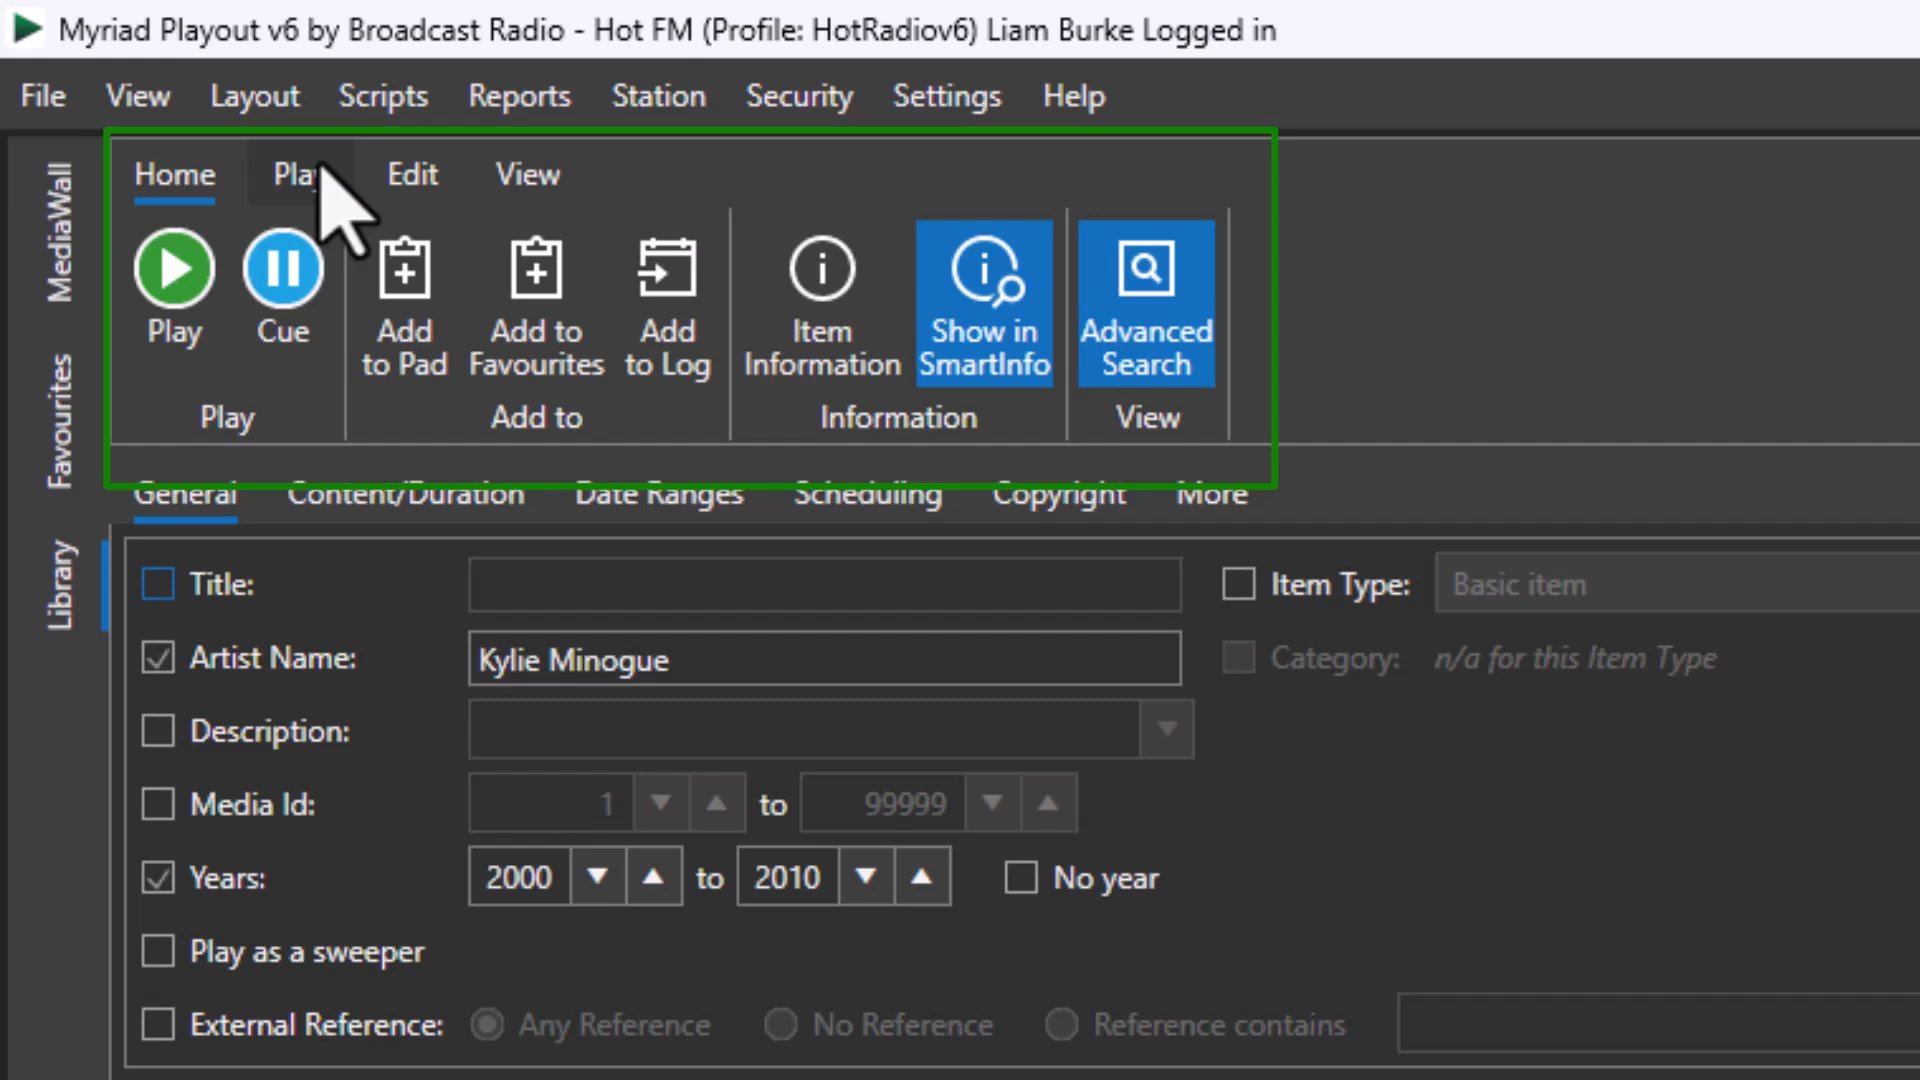 Myriad Playout v6 by Broadcast Radio - Hot FM (Profile: HotRadiov6) Liam Burke Logged in
File View Layout Scripts Reports Station Security Settings Help
MediaWall
Favourites
Library
Home Play Edit View
Play Cue Add to Pad Add to Favourites Add to Log Item Information Show in SmartInfo Advanced Search
Play Add to Information View
General Content/Duration Date Ranges Scheduling Copyright More
Title: Item Type: Basic item
Artist Name: Kylie Minogue Category: n/a for this Item Type
Description:
Media Id: 1 to 99999
Years: 2000 to 2010 No year
Play as a sweeper
External Reference: Any Reference No Reference Reference contains